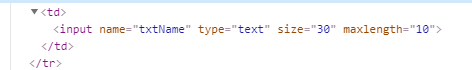 ▼<td>
<input name="txtName" type="text" size="30" maxlength="10">
</td>
</tr>